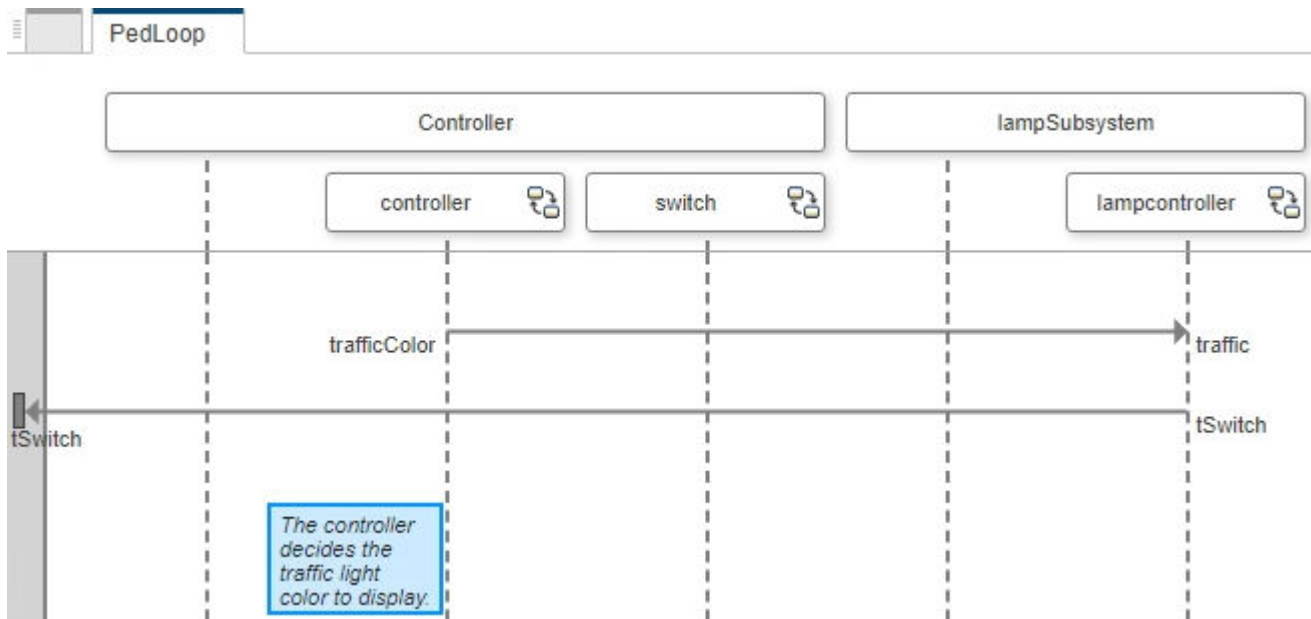 PedLoop
Controller
lampSubsystem
controller
switch
lampcontroller
trafficColor
traffic
tSwitch
tSwitch
The controller
decides the
traffic light
color to display.